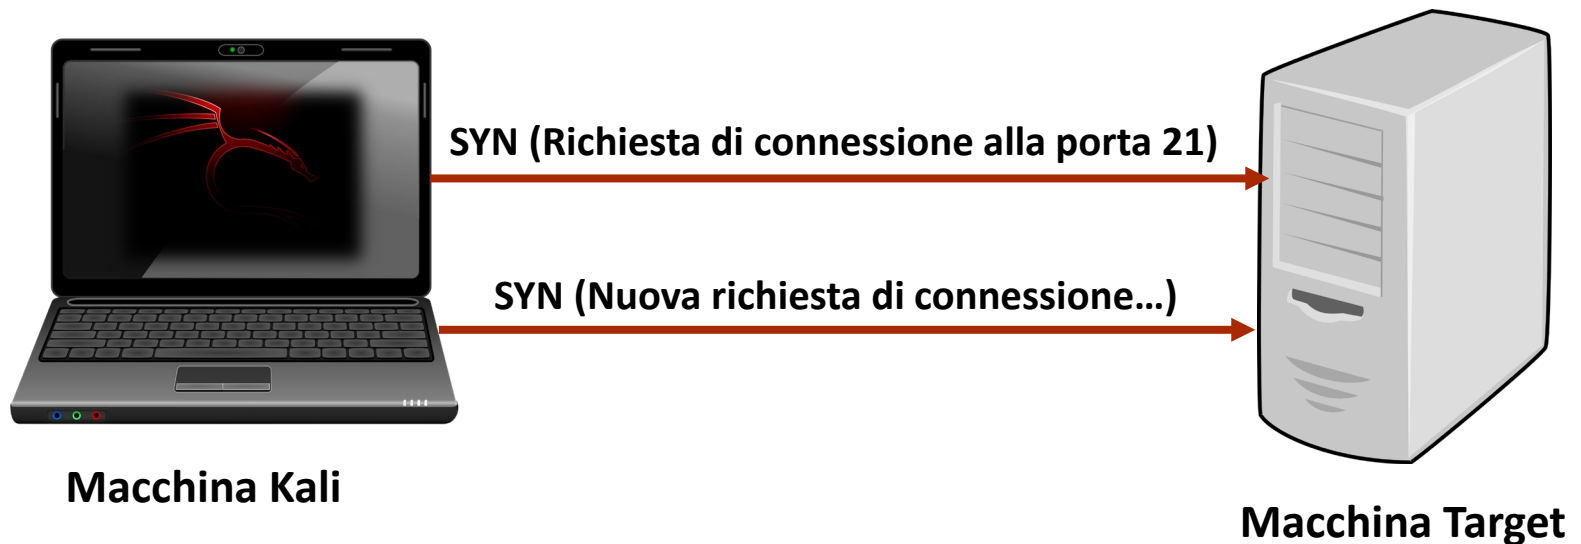 SYN (Richiesta di connessione alla porta 21)
SYN (Nuova richiesta di connessione…)
Macchina Kali
Macchina Target